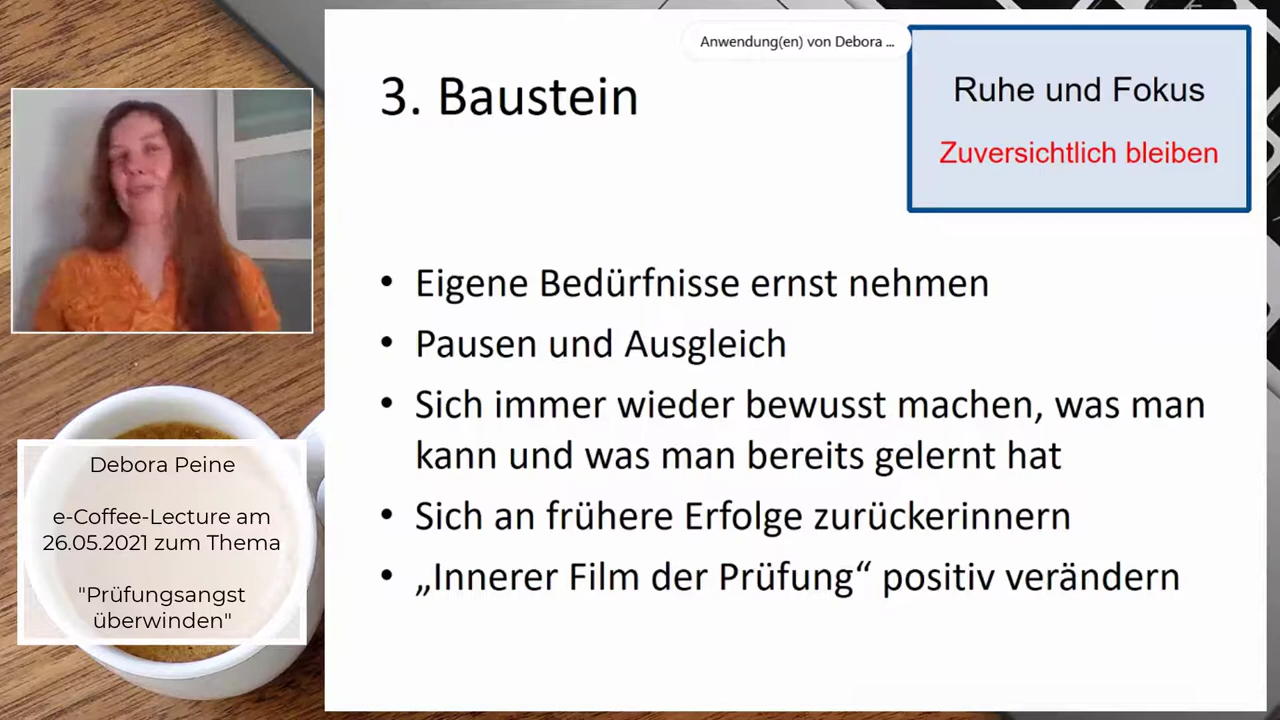 Anwendung(en) von Debora ...
3. Baustein
Ruhe und Fokus
Zuversichtlich bleiben
• Eigene Bedürfnisse ernst nehmen
• Pausen und Ausgleich
• Sich immer wieder bewusst machen, was man
kann und was man bereits gelernt hat
• Sich an frühere Erfolge zurückerinnern
• „Innerer Film der Prüfung“ positiv verändern
Debora Peine
e-Coffee-Lecture am
26.05.2021 zum Thema
"Prüfungsangst
überwinden"